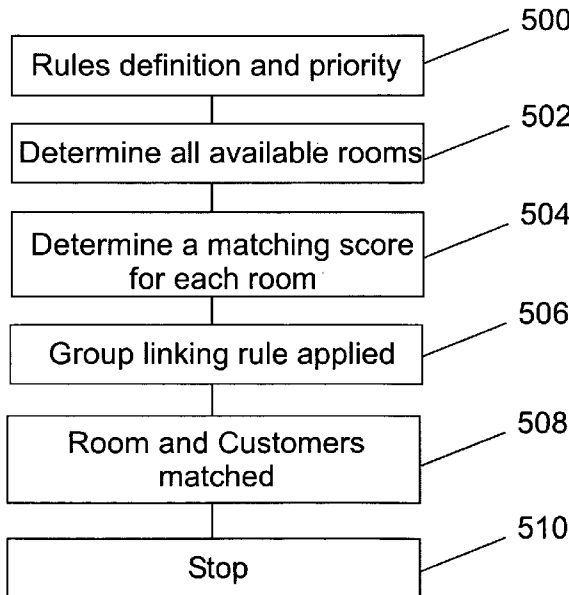 500
Rules definition and priority
502
Determine all available rooms
504
Determine a matching score
for each room
506
Group linking rule applied
508
Room and Customers
matched
510
Stop